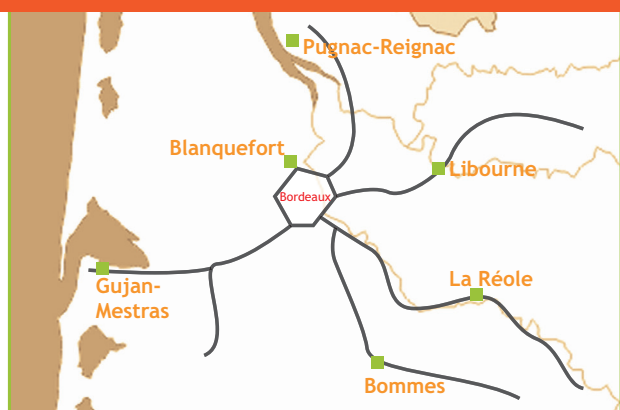 Pugnac-Reignac
Blanquefort
Libourne
Bordeaux
La Réole
Gujan-
Mestras
Bommes